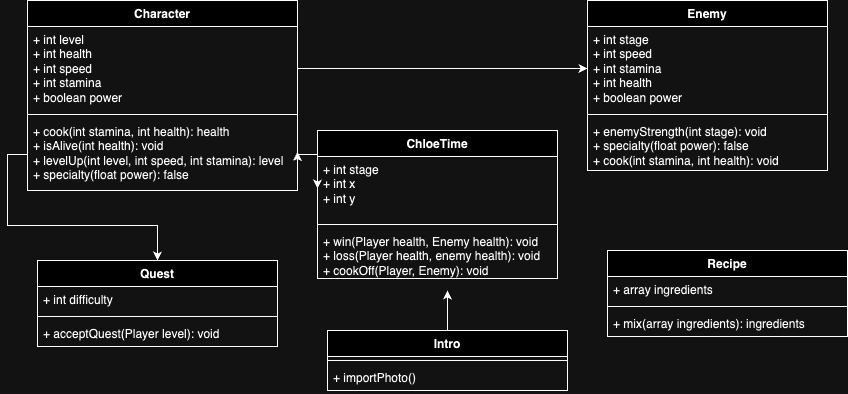 Character
+ int level
+ int health
+ int speed
+ int stamina
+ boolean power
+ cook(int stamina, int health): health
+ isAlive(int health): void
+ levelUp(int level, int speed, int stamina): level
+ specialty(float power): false
Enemy
+ int stage
+ int speed
+ int stamina
+ int health
+ boolean power
+ enemyStrength(int stage): void
+ specialty(float power): false
+ cook(int stamina, int health): void
ChloeTime
+ int stage
+ int x
+ int y
+ win(Player health, Enemy health): void
+ loss(Player health, enemy health): void
+ cookOff(Player, Enemy): void
Quest
+ int difficulty
+ acceptQuest(Player level): void
Recipe
+ array ingredients
+ mix(array ingredients): ingredients
Intro
+ importPhoto()